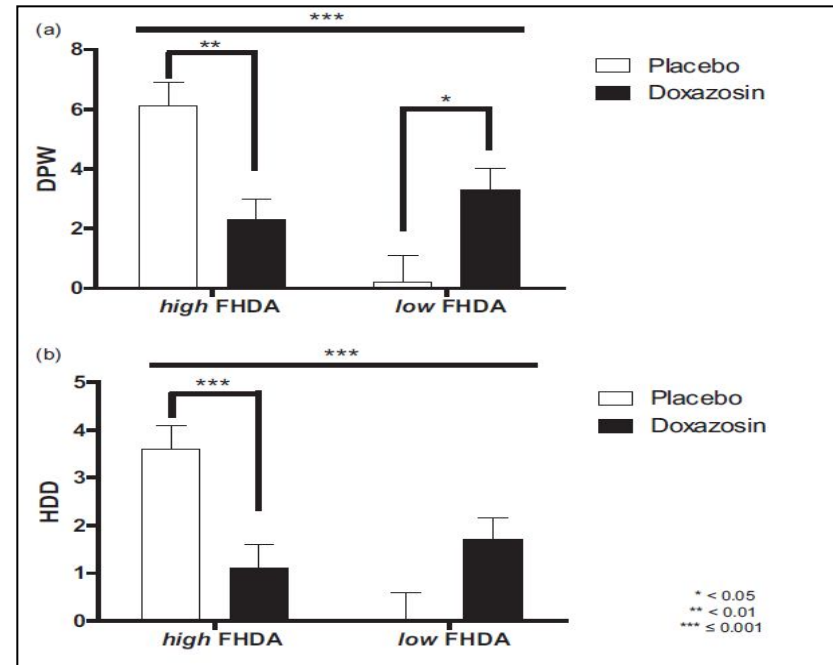 (a)
***
8
**
Placebo
Doxazosin
6
*
DPW
4
2
0
high FHDA
low FHDA
(b)
***
5
***
Placebo
Doxazosin
4
HDD
3
2
1
0
high FHDA
low FHDA
* < 0.05
** < 0.01
*** ≤ 0.001